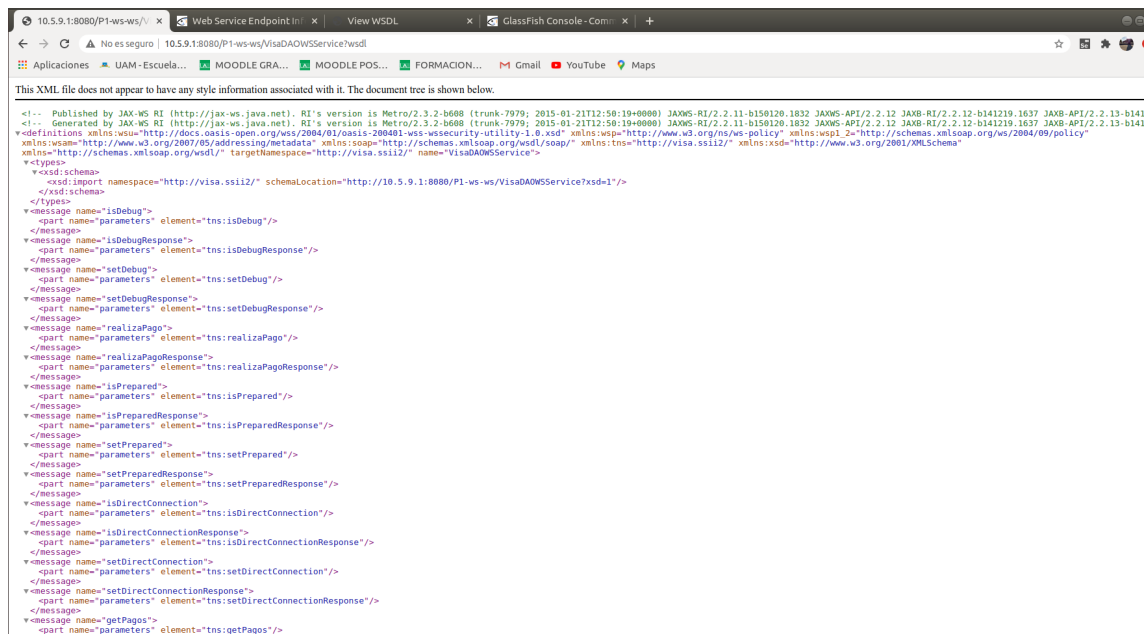 10.5.9.1:8080/P1-ws-ws/V × Web Service Endpoint Inf × View WSDL × GlassFish Console - Comm × +
No es seguro | 10.5.9.1:8080/P1-ws-ws/VisaDAOWSService?wsdl
Aplicaciones UAM - Escuela... MOODLE GRA... MOODLE POS... FORMACION... Gmail YouTube Maps
This XML file does not appear to have any style information associated with it. The document tree is shown below.
<!-- Published by JAX-WS RI (http://jax-ws.java.net). RI's version is Metro/2.3.2-b608 (trunk-7979; 2015-01-21T12:50:19+0000) JAXWS-RI/2.2.11-b150120.1832 JAXWS-API/2.2.12 JAXB-RI/2.2.12-b141219.1637 JAXB-API/2.2.13-b141
<!-- Generated by JAX-WS RI (http://jax-ws.java.net). RI's version is Metro/2.3.2-b608 (trunk-7979; 2015-01-21T12:50:19+0000) JAXWS-RI/2.2.11-b150120.1832 JAXWS-API/2.2.12 JAXB-RI/2.2.12-b141219.1637 JAXB-API/2.2.13-b141
▼<definitions xmlns:wsu="http://docs.oasis-open.org/wss/2004/01/oasis-200401-wss-wssecurity-utility-1.0.xsd" xmlns:wsp="http://www.w3.org/ns/ws-policy" xmlns:wsp1_2="http://schemas.xmlsoap.org/ws/2004/09/policy"
xmlns:wsam="http://www.w3.org/2007/05/addressing/metadata" xmlns:soap="http://schemas.xmlsoap.org/wsdl/soap/" xmlns:tns="http://visa.ssii2/" xmlns:xsd="http://www.w3.org/2001/XMLSchema"
xmlns="http://schemas.xmlsoap.org/wsdl/" targetNamespace="http://visa.ssii2/" name="VisaDAOWSService">
▼<types>
▼<xsd:schema>
<xsd:import namespace="http://visa.ssii2/" schemaLocation="http://10.5.9.1:8080/P1-ws-ws/VisaDAOWSService?xsd=1"/>
</xsd:schema>
</types>
▼<message name="isDebug">
<part name="parameters" element="tns:isDebug"/>
</message>
▼<message name="isDebugResponse">
<part name="parameters" element="tns:isDebugResponse"/>
</message>
▼<message name="setDebug">
<part name="parameters" element="tns:setDebug"/>
</message>
▼<message name="setDebugResponse">
<part name="parameters" element="tns:setDebugResponse"/>
</message>
▼<message name="realizaPago">
<part name="parameters" element="tns:realizaPago"/>
</message>
▼<message name="realizaPagoResponse">
<part name="parameters" element="tns:realizaPagoResponse"/>
</message>
▼<message name="isPrepared">
<part name="parameters" element="tns:isPrepared"/>
</message>
▼<message name="isPreparedResponse">
<part name="parameters" element="tns:isPreparedResponse"/>
</message>
▼<message name="setPrepared">
<part name="parameters" element="tns:setPrepared"/>
</message>
▼<message name="setPreparedResponse">
<part name="parameters" element="tns:setPreparedResponse"/>
</message>
▼<message name="isDirectConnection">
<part name="parameters" element="tns:isDirectConnection"/>
</message>
▼<message name="isDirectConnectionResponse">
<part name="parameters" element="tns:isDirectConnectionResponse"/>
</message>
▼<message name="setDirectConnection">
<part name="parameters" element="tns:setDirectConnection"/>
</message>
▼<message name="setDirectConnectionResponse">
<part name="parameters" element="tns:setDirectConnectionResponse"/>
</message>
▼<message name="getPagos">
<part name="parameters" element="tns:getPagos"/>